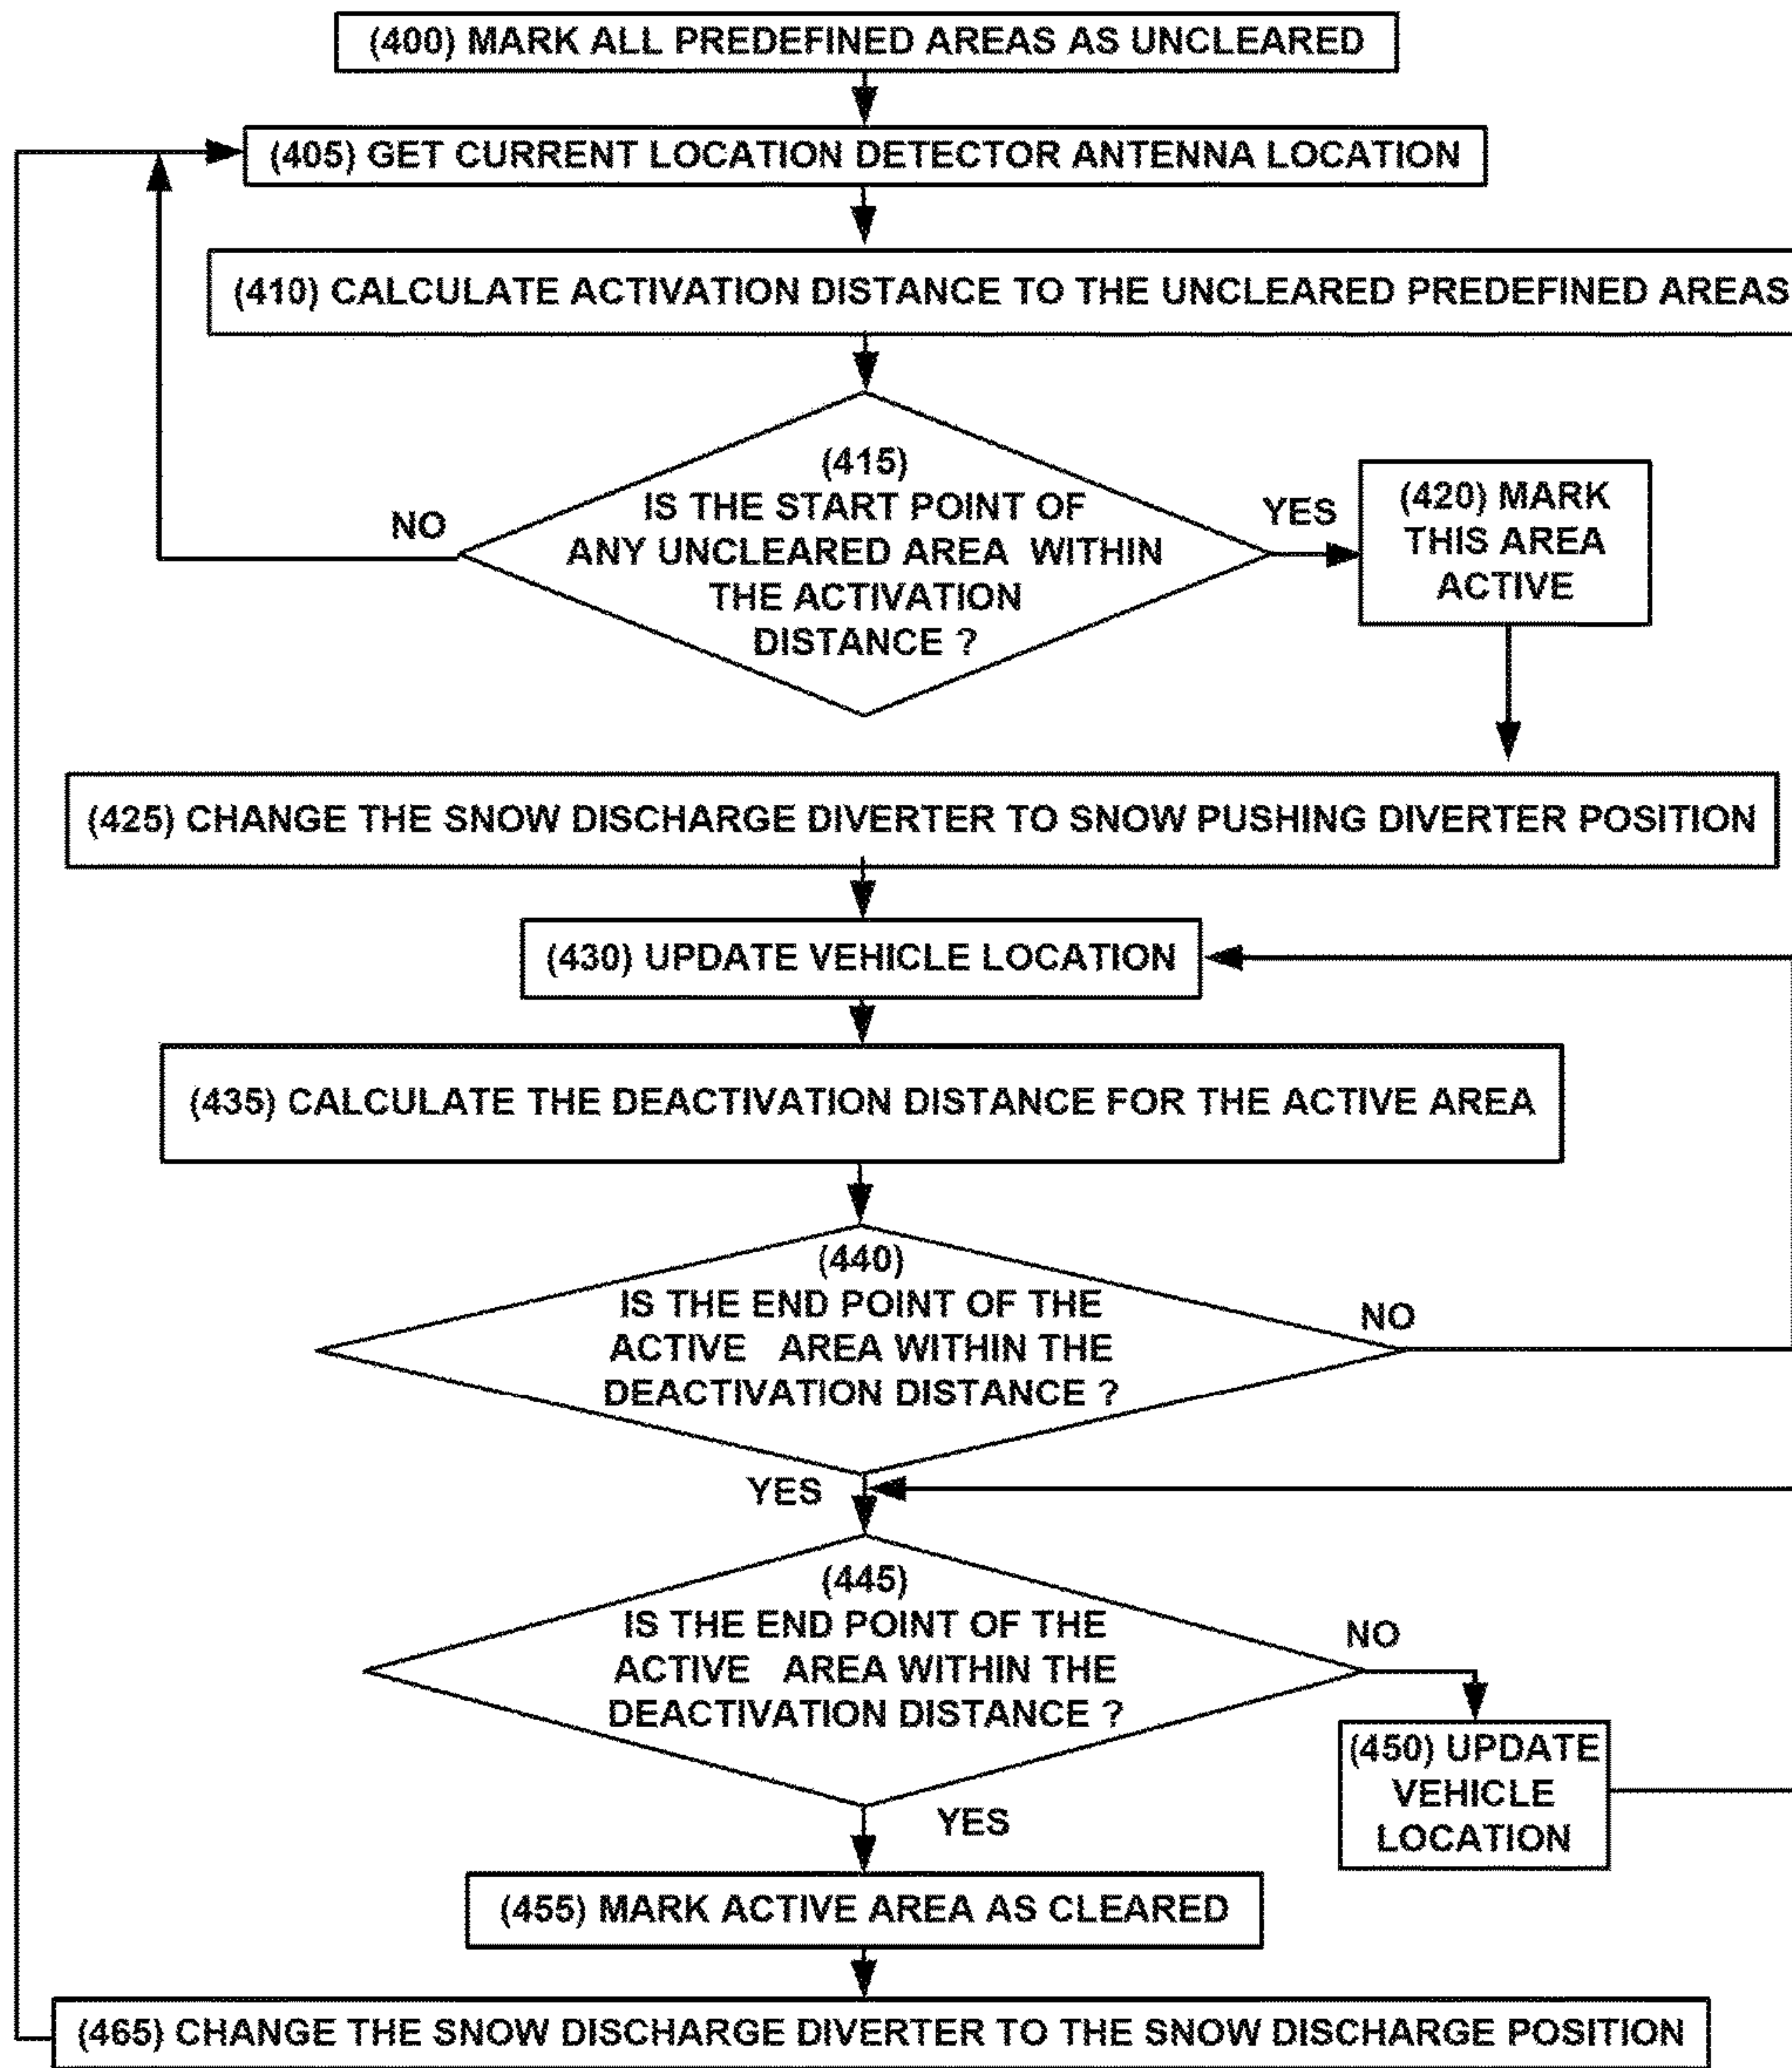 (400) MARK ALL PREDEFINED AREAS AS UNCLEARED
(405) GET CURRENT LOCATION DETECTOR ANTENNA LOCATION
(410) CALCULATE ACTIVATION DISTANCE TO THE UNCLEARED PREDEFINED AREAS
(415)
IS THE START POINT OF
ANY UNCLEARED AREA WITHIN
THE ACTIVATION
DISTANCE ?
NO
YES
(420) MARK
THIS AREA
ACTIVE
(425) CHANGE THE SNOW DISCHARGE DIVERTER TO SNOW PUSHING DIVERTER POSITION
(430) UPDATE VEHICLE LOCATION
(435) CALCULATE THE DEACTIVATION DISTANCE FOR THE ACTIVE AREA
(440)
IS THE END POINT OF THE
ACTIVE AREA WITHIN THE
DEACTIVATION DISTANCE ?
NO
YES
(445)
IS THE END POINT OF THE
ACTIVE AREA WITHIN THE
DEACTIVATION DISTANCE ?
NO
(450) UPDATE
VEHICLE
LOCATION
YES
(455) MARK ACTIVE AREA AS CLEARED
(465) CHANGE THE SNOW DISCHARGE DIVERTER TO THE SNOW DISCHARGE POSITION